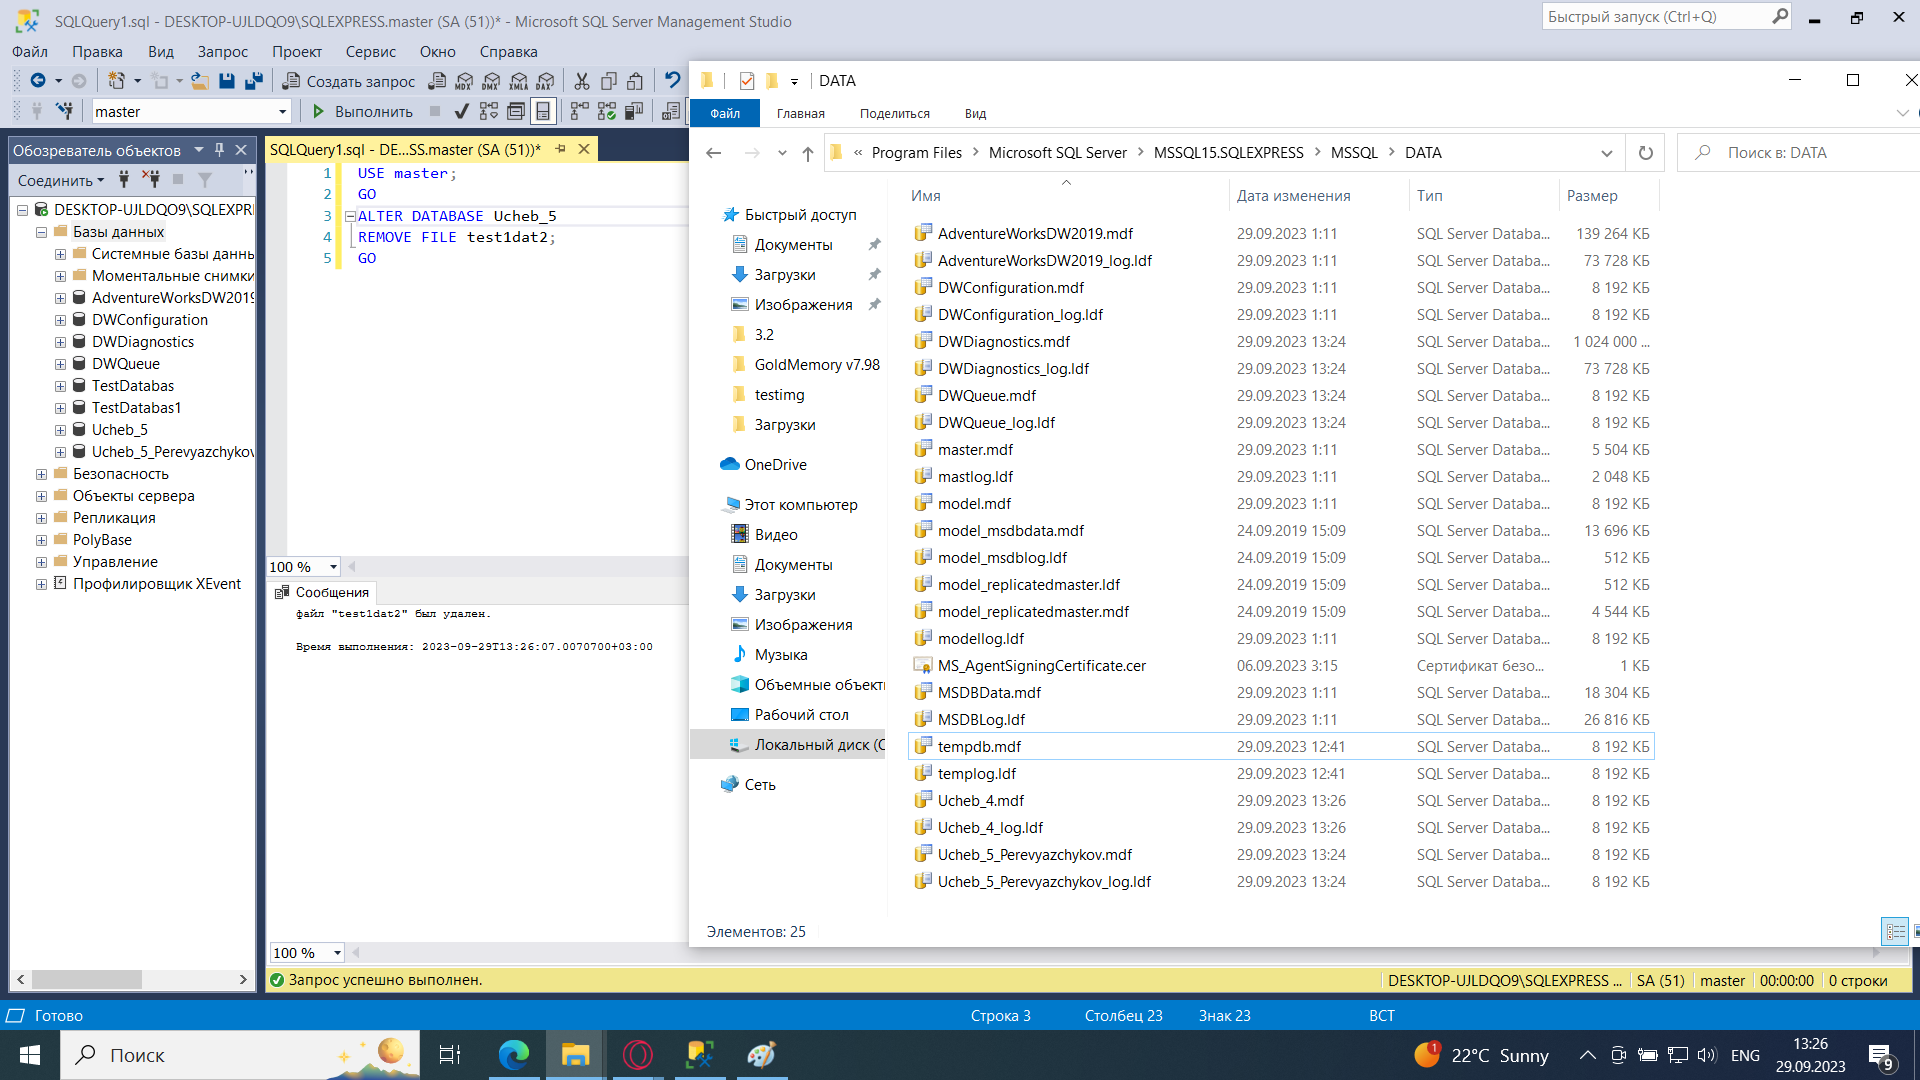 SQLQuery1.sql - DESKTOP-UJLDQO9\SQLEXPRESS.master (SA (51))* - Microsoft SQL Server Management Studio
Быстрый запуск (Ctrl+Q)
Файл Правка Вид Запрос Проект Сервис Окно Справка
Создать запрос MDX DMX XMLA DAX
master Выполнить
Обозреватель объектов
Соединить
DESKTOP-UJLDQO9\SQLEXPRI
Базы данных
Системные базы данны
Моментальные снимки
AdventureWorksDW2019
DWConfiguration
DWDiagnostics
DWQueue
TestDatabas
TestDatabas1
Ucheb_5
Ucheb_5_Perevyazchykov
Безопасность
Объекты сервера
Репликация
PolyBase
Управление
Профилировщик XEvent
SQLQuery1.sql - DE...SS.master (SA (51))*
1 USE master;
2 GO
3 ALTER DATABASE Ucheb_5
4 REMOVE FILE test1dat2;
5 GO
100 %
Сообщения
файл "test1dat2" был удален.
Время выполнения: 2023-09-29T13:26:07.0070700+03:00
100 %
Запрос успешно выполнен.
DESKTOP-UJLDQO9\SQLEXPRESS ... SA (51) master 00:00:00 0 строки
DATA
Файл Главная Поделиться Вид
« Program Files > Microsoft SQL Server > MSSQL15.SQLEXPRESS > MSSQL > DATA
Поиск в: DATA
Быстрый доступ
Документы
Загрузки
Изображения
3.2
GoldMemory v7.98
testimg
Загрузки
OneDrive
Этот компьютер
Видео
Документы
Загрузки
Изображения
Музыка
Объемные объект
Рабочий стол
Локальный диск (C
Сеть
Имя Дата изменения Тип Размер
AdventureWorksDW2019.mdf 29.09.2023 1:11 SQL Server Databa... 139 264 КБ
AdventureWorksDW2019_log.ldf 29.09.2023 1:11 SQL Server Databa... 73 728 КБ
DWConfiguration.mdf 29.09.2023 1:11 SQL Server Databa... 8 192 КБ
DWConfiguration_log.ldf 29.09.2023 1:11 SQL Server Databa... 8 192 КБ
DWDiagnostics.mdf 29.09.2023 13:24 SQL Server Databa... 1 024 000 ...
DWDiagnostics_log.ldf 29.09.2023 13:24 SQL Server Databa... 73 728 КБ
DWQueue.mdf 29.09.2023 13:24 SQL Server Databa... 8 192 КБ
DWQueue_log.ldf 29.09.2023 13:24 SQL Server Databa... 8 192 КБ
master.mdf 29.09.2023 1:11 SQL Server Databa... 5 504 КБ
mastlog.ldf 29.09.2023 1:11 SQL Server Databa... 2 048 КБ
model.mdf 29.09.2023 1:11 SQL Server Databa... 8 192 КБ
model_msdbdata.mdf 24.09.2019 15:09 SQL Server Databa... 13 696 КБ
model_msdblog.ldf 24.09.2019 15:09 SQL Server Databa... 512 КБ
model_replicatedmaster.ldf 24.09.2019 15:09 SQL Server Databa... 512 КБ
model_replicatedmaster.mdf 24.09.2019 15:09 SQL Server Databa... 4 544 КБ
modellog.ldf 29.09.2023 1:11 SQL Server Databa... 8 192 КБ
MS_AgentSigningCertificate.cer 06.09.2023 3:15 Сертификат безо... 1 КБ
MSDBData.mdf 29.09.2023 1:11 SQL Server Databa... 18 304 КБ
MSDBLog.ldf 29.09.2023 1:11 SQL Server Databa... 26 816 КБ
tempdb.mdf 29.09.2023 12:41 SQL Server Databa... 8 192 КБ
templog.ldf 29.09.2023 12:41 SQL Server Databa... 8 192 КБ
Ucheb_4.mdf 29.09.2023 13:26 SQL Server Databa... 8 192 КБ
Ucheb_4_log.ldf 29.09.2023 13:26 SQL Server Databa... 8 192 КБ
Ucheb_5_Perevyazchykov.mdf 29.09.2023 13:24 SQL Server Databa... 8 192 КБ
Ucheb_5_Perevyazchykov_log.ldf 29.09.2023 13:24 SQL Server Databa... 8 192 КБ
Элементов: 25
Готово Строка 3 Столбец 23 Знак 23 ВСТ
Поиск
1 22°C Sunny ENG 13:26 9
29.09.2023